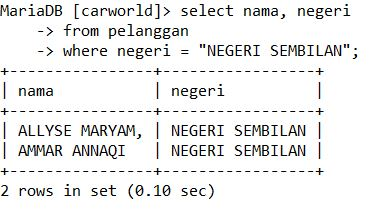 MariaDB [carworld]> select nama, negeri
    -> from pelanggan
    -> where negeri = "NEGERI SEMBILAN";
+----------------+-----------------+
| nama           | negeri          |
+----------------+-----------------+
| ALLYSE MARYAM, | NEGERI SEMBILAN |
| AMMAR ANNAQI   | NEGERI SEMBILAN |
+----------------+-----------------+
2 rows in set (0.10 sec)